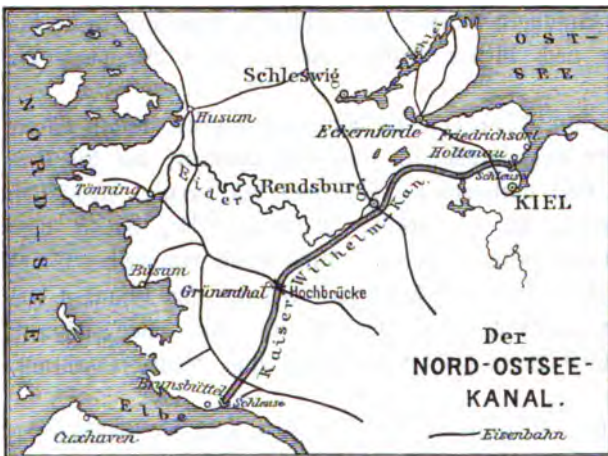 OST-
SEE
NORD-SEE
Schlei
Schleswig
Husum
Eckernförde
Friedrichsort
Holtenau
Schleuse
KIEL
Tönning
Eider
Rendsburg
Kaiser Wilhelm-Kan.
Büsum
Grünenthal
Hochbrücke
Brunsbüttel
Schleuse
Elbe
Cuxhaven
Der
NORD-OSTSEE-
KANAL.
Eisenbahn